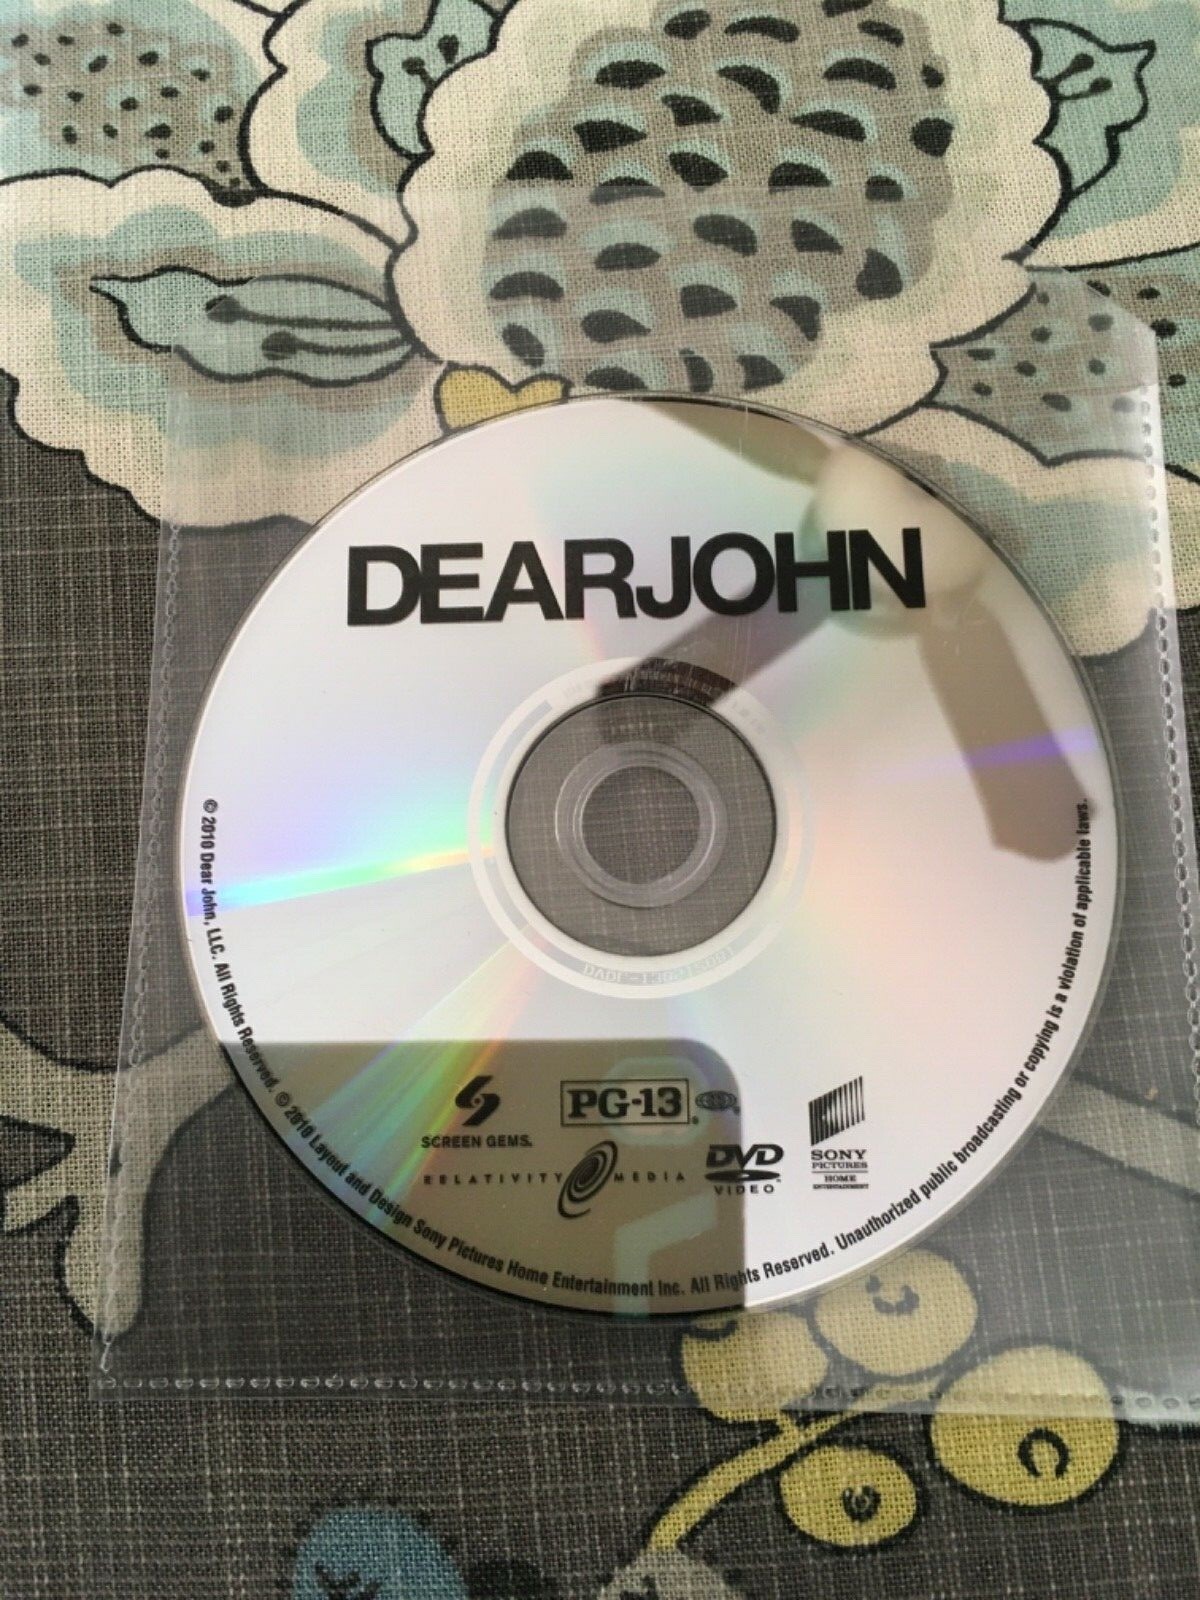 DEAR JOHN
SCREEN GEMS.
PG-13
RELATIVITY MEDIA
DVD
VIDEO
SONY
PICTURES
HOME
ENTERTAINMENT
© 2010 Dear John, LLC. All Rights Reserved. © 2010 Layout and Design Sony Pictures Home Entertainment Inc. All Rights Reserved. Unauthorized public broadcasting or copying is a violation of applicable laws.